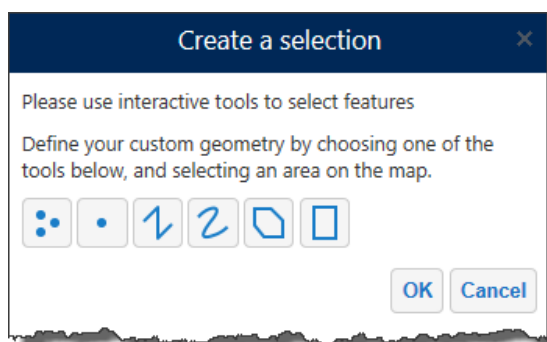 Create a selection
Please use interactive tools to select features
Define your custom geometry by choosing one of the
tools below, and selecting an area on the map.
OK Cancel